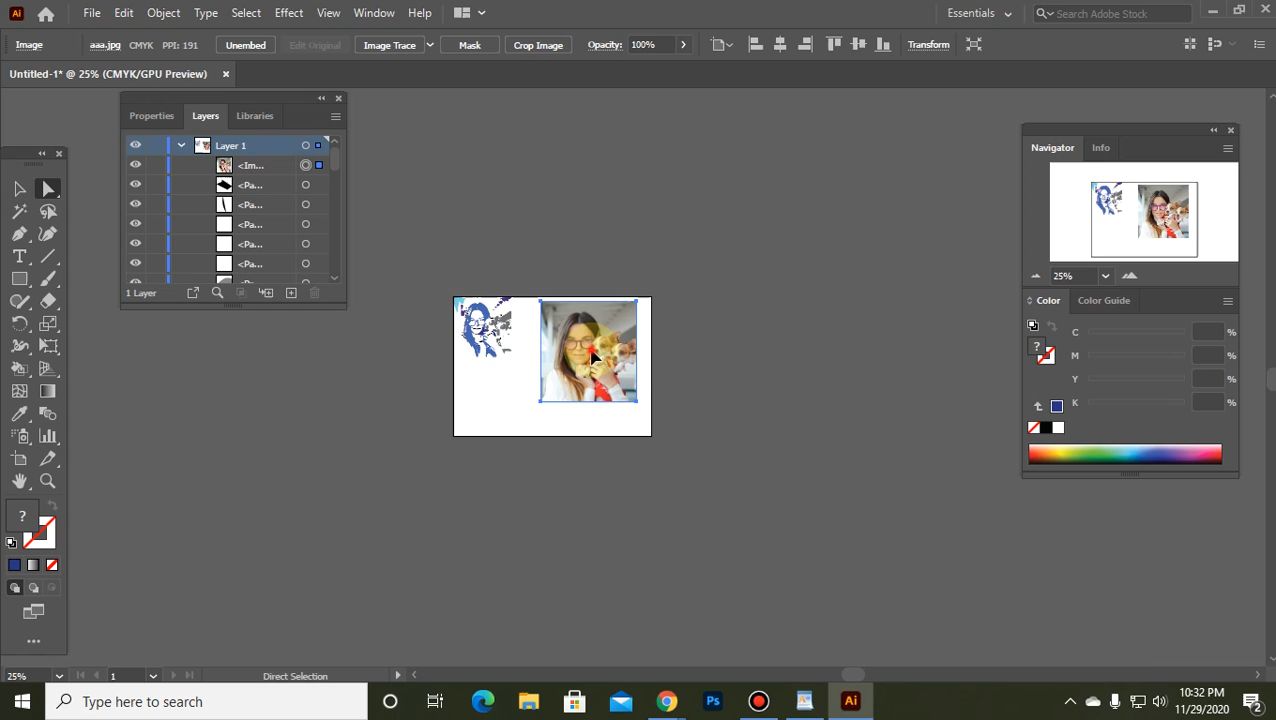 Ai File Edit Object Type Select Effect View Window Help Essentials Search Adobe Stock
Image aaa.jpg CMYK PPI: 191 Unembed Edit Original Image Trace Mask Crop Image Opacity: 100% Transform
Untitled-1* @ 25% (CMYK/GPU Preview)
Properties Layers Libraries
Layer 1
<Im...
<Pa...
<Pa...
<Pa...
<Pa...
<Pa...
1 Layer
Navigator Info
25%
Color Color Guide
C %
M %
Y %
K %
?
?
25% 1 Direct Selection
Type here to search Ps Ai 10:32 PM
11/29/2020 2